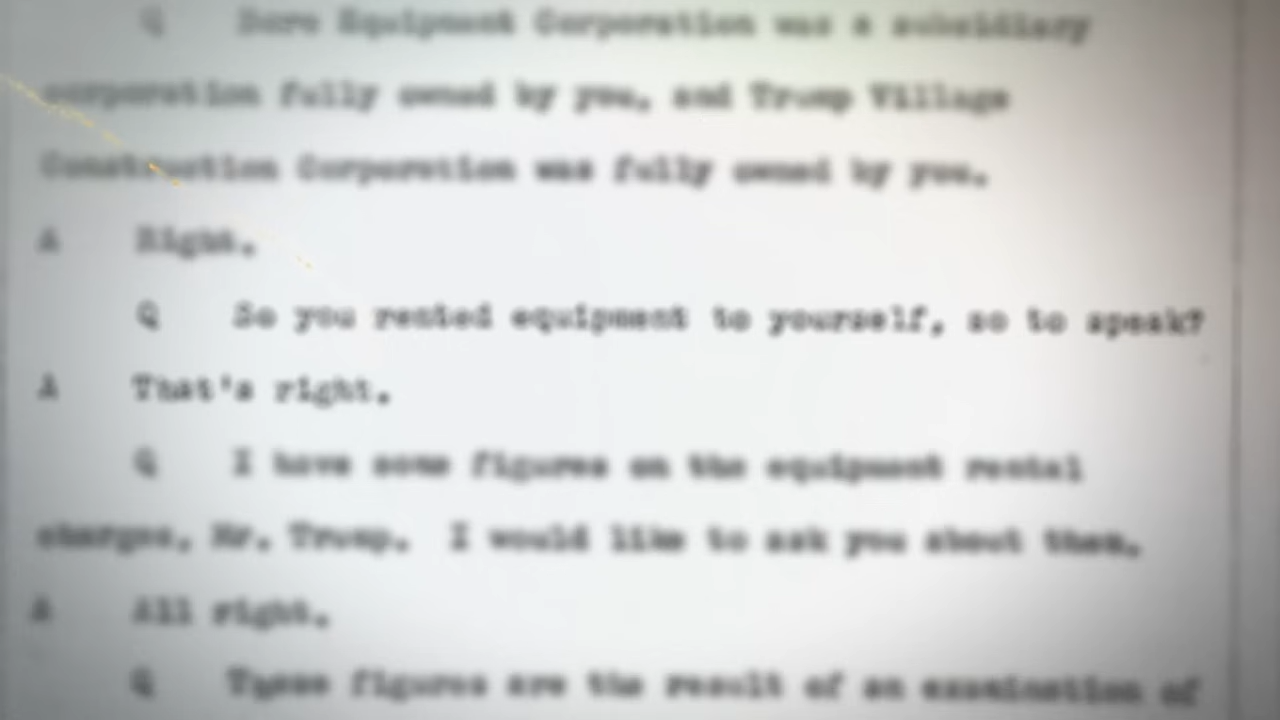 Q Boro Equipment Corporation was a subsidiary
corporation fully owned by you, and Trump Village
Construction Corporation was fully owned by you.
A Right.
Q So you rented equipment to yourself, so to speak?
A That's right.
Q I have some figures on the equipment rental
charges, Mr. Trump. I would like to ask you about them.
A All right.
Q These figures are the result of an examination of